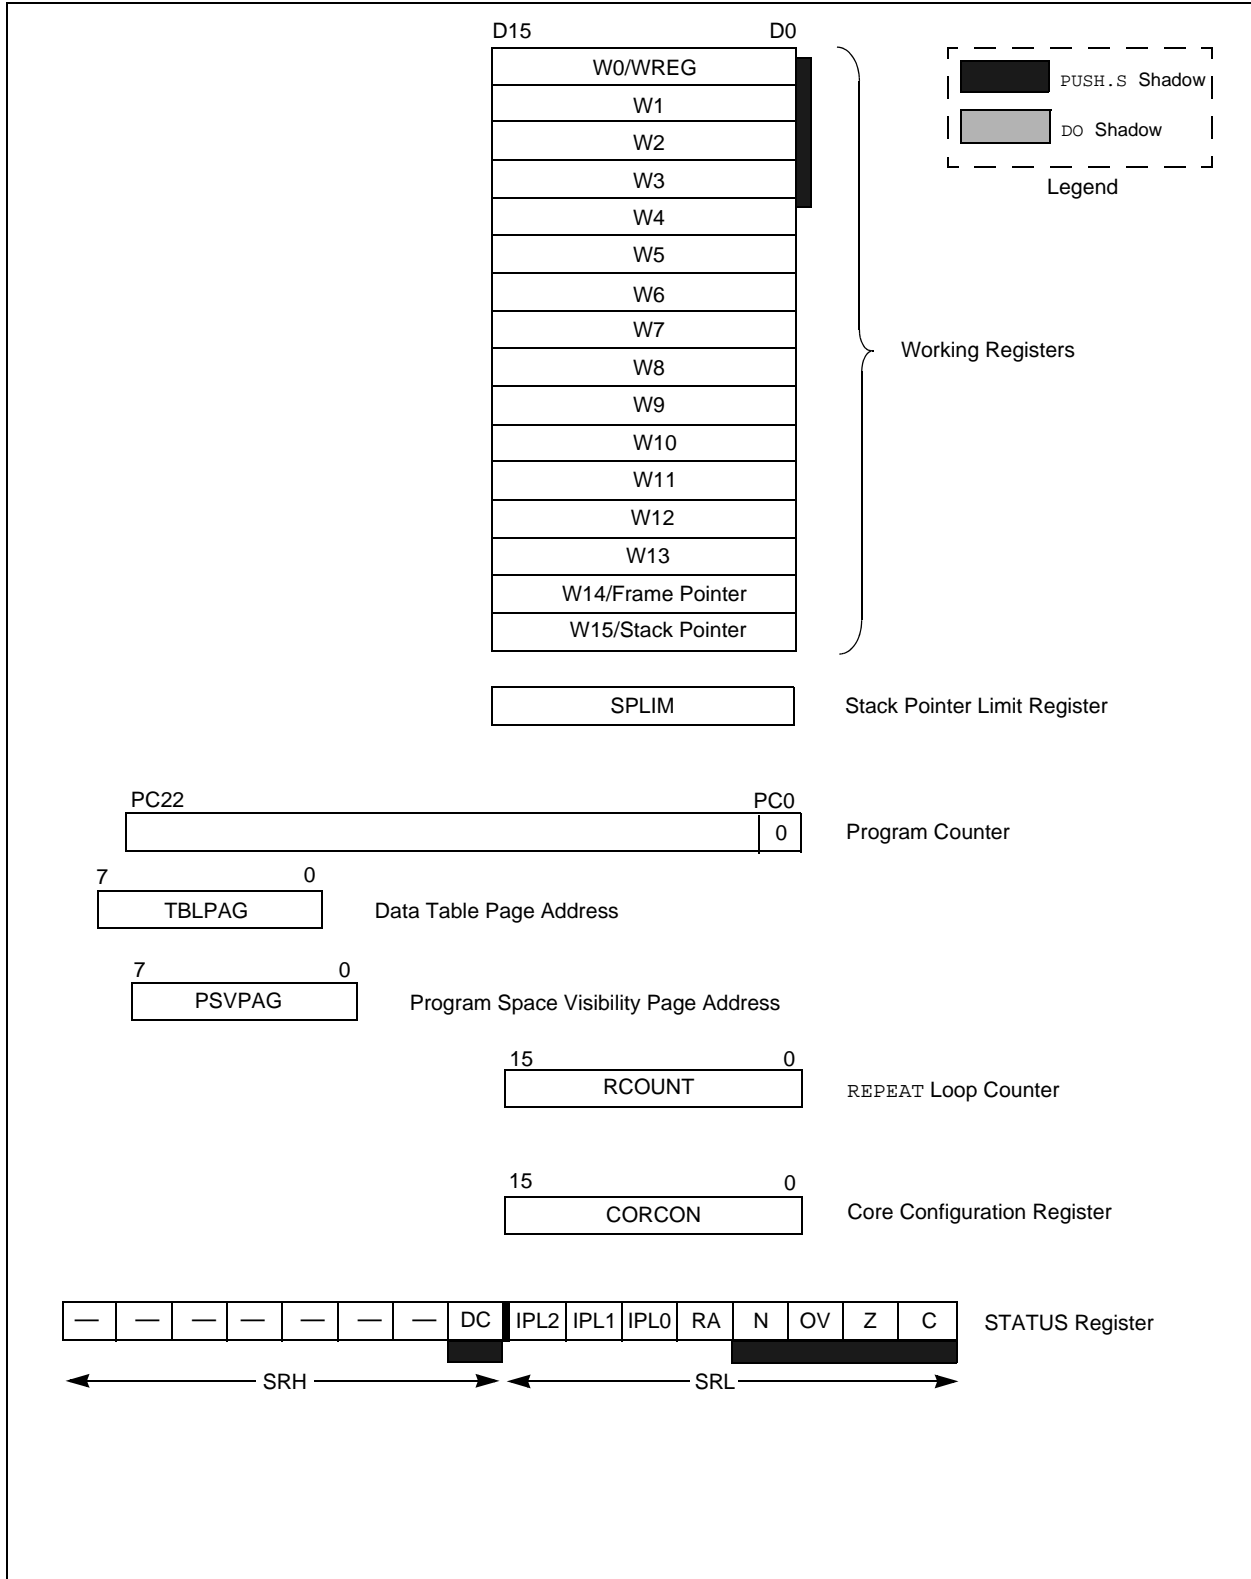 D15 D0
W0/WREG
PUSH.S Shadow
W1
DO Shadow
W2
W3
Legend
W4
W5
W6
W7
W8
Working Registers
W9
W10
W11
W12
W13
W14/Frame Pointer
W15/Stack Pointer
SPLIM Stack Pointer Limit Register
PC22 PC0
0 Program Counter
7 0
TBLPAG Data Table Page Address
7 0
PSVPAG Program Space Visibility Page Address
15 0
RCOUNT REPEAT Loop Counter
15 0
CORCON Core Configuration Register
— — — — — — — DC IPL2 IPL1 IPL0 RA N OV Z C STATUS Register
SRH SRL